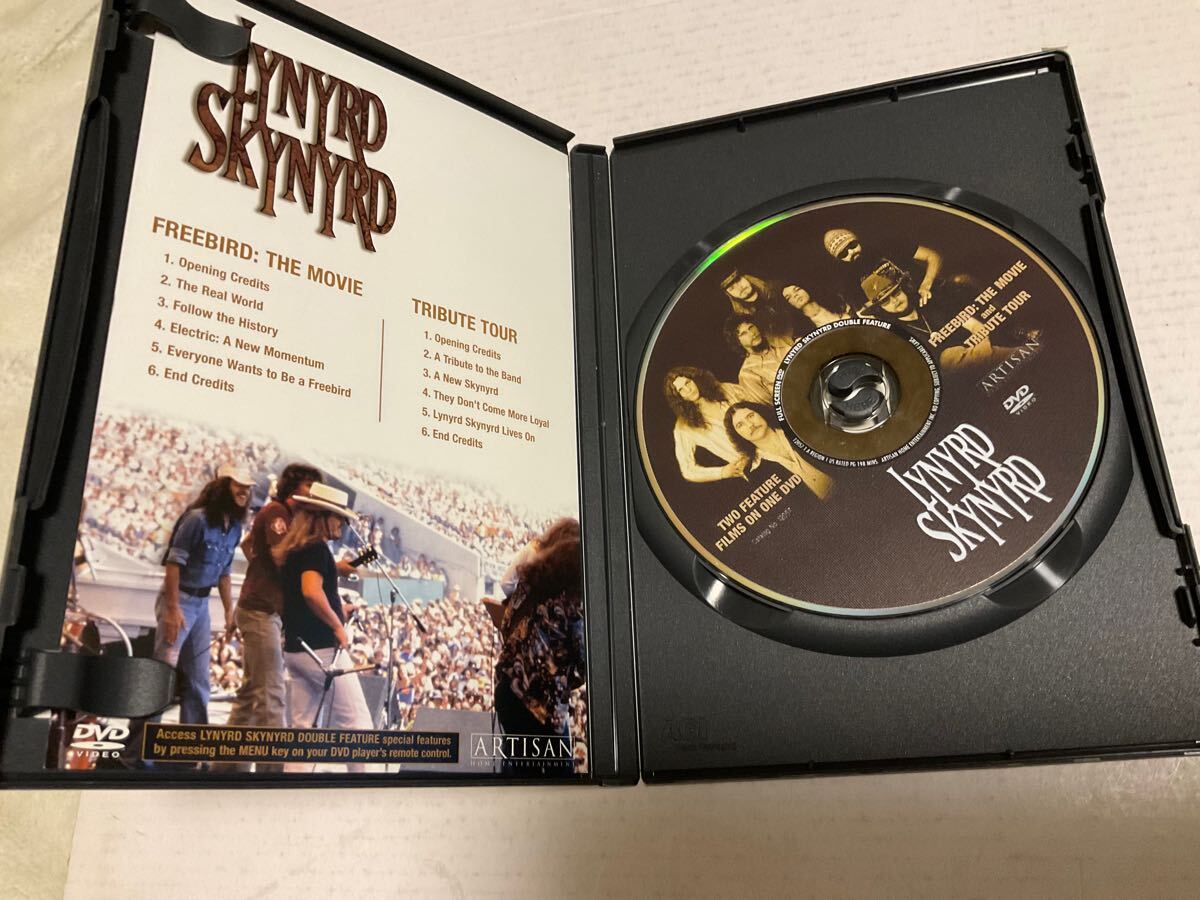 LYNYRD
SKYNYRD
FREEBIRD: THE MOVIE
1. Opening Credits
2. The Real World
3. Follow the History
4. Electric: A New Momentum
5. Everyone Wants to Be a Freebird
6. End Credits
TRIBUTE TOUR
1. Opening Credits
2. A Tribute to the Band
3. A New Skynyrd
4. They Don't Come More Loyal
5. Lynyrd Skynyrd Lives On
6. End Credits
DVD
VIDEO
Access LYNYRD SKYNYRD DOUBLE FEATURE special features
by pressing the MENU key on your DVD player's remote control.
ARTISAN
HOME ENTERTAINMENT
FREEBIRD: THE MOVIE
and
TRIBUTE TOUR
ARTISAN
DVD
VIDEO
FULL SCREEN DVD LYNYRD SKYNYRD DOUBLE FEATURE
TWO FEATURE
FILMS ON ONE DVD
LYNYRD
SKYNYRD